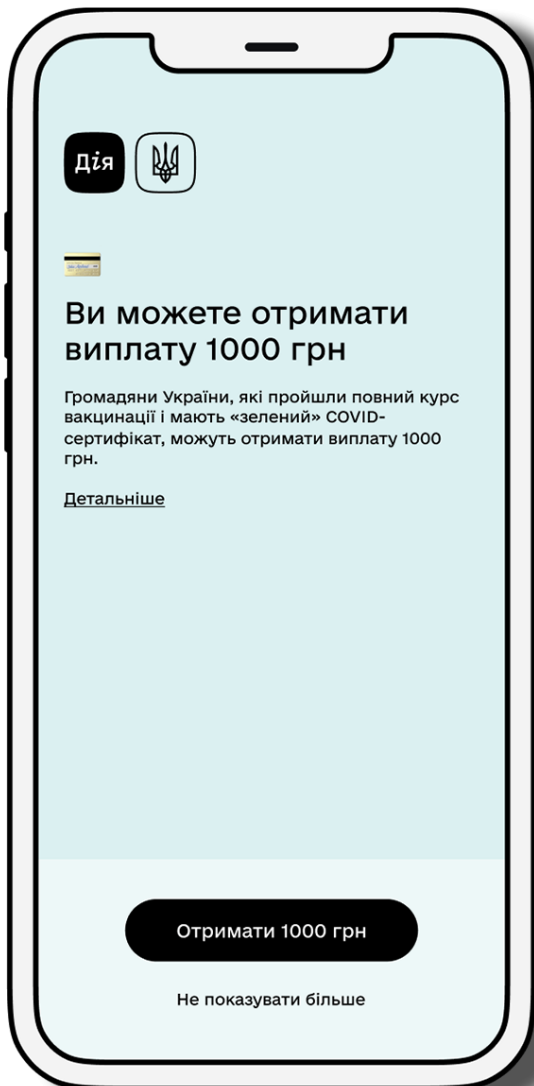 Дія
Ви можете отримати
виплату 1000 грн
Громадяни України, які пройшли повний курс
вакцинації і мають «зелений» COVID-
сертифікат, можуть отримати виплату 1000
грн.
Детальніше
Отримати 1000 грн
Не показувати більше